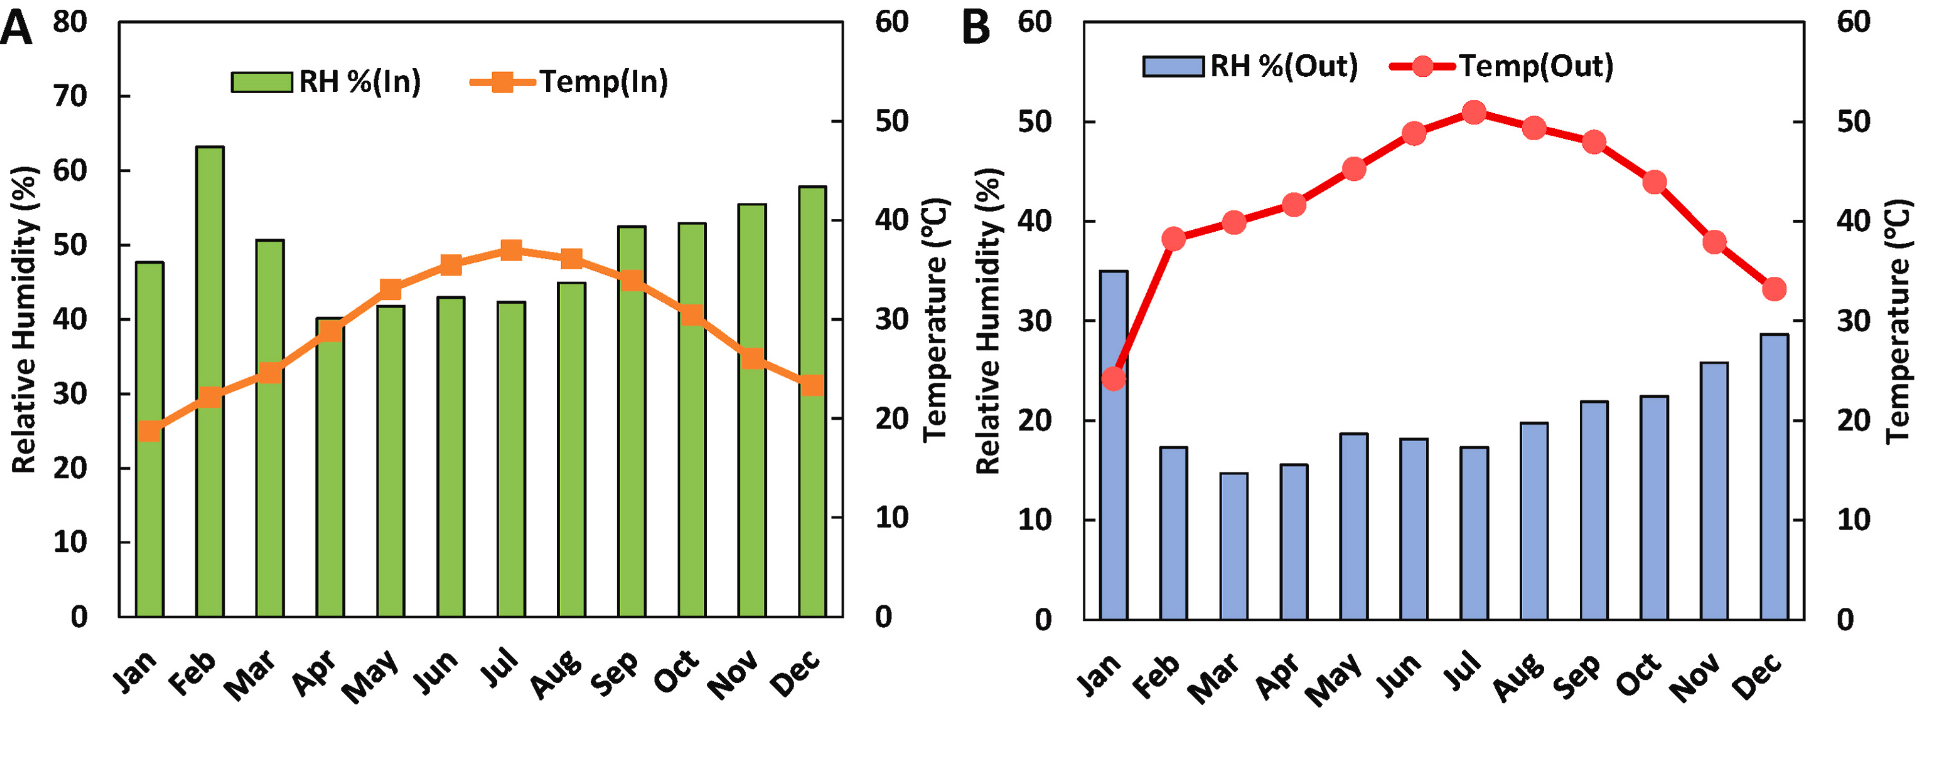 A
RH %(In)
Temp(In)
Relative Humidity (%)
80
70
60
50
40
30
20
10
0
Temperature (°C)
60
50
40
30
20
10
0
Jan Feb Mar Apr May Jun Jul Aug Sep Oct Nov Dec
B
RH %(Out)
Temp(Out)
Relative Humidity (%)
60
50
40
30
20
10
0
Temperature (°C)
60
50
40
30
20
10
0
Jan Feb Mar Apr May Jun Jul Aug Sep Oct Nov Dec